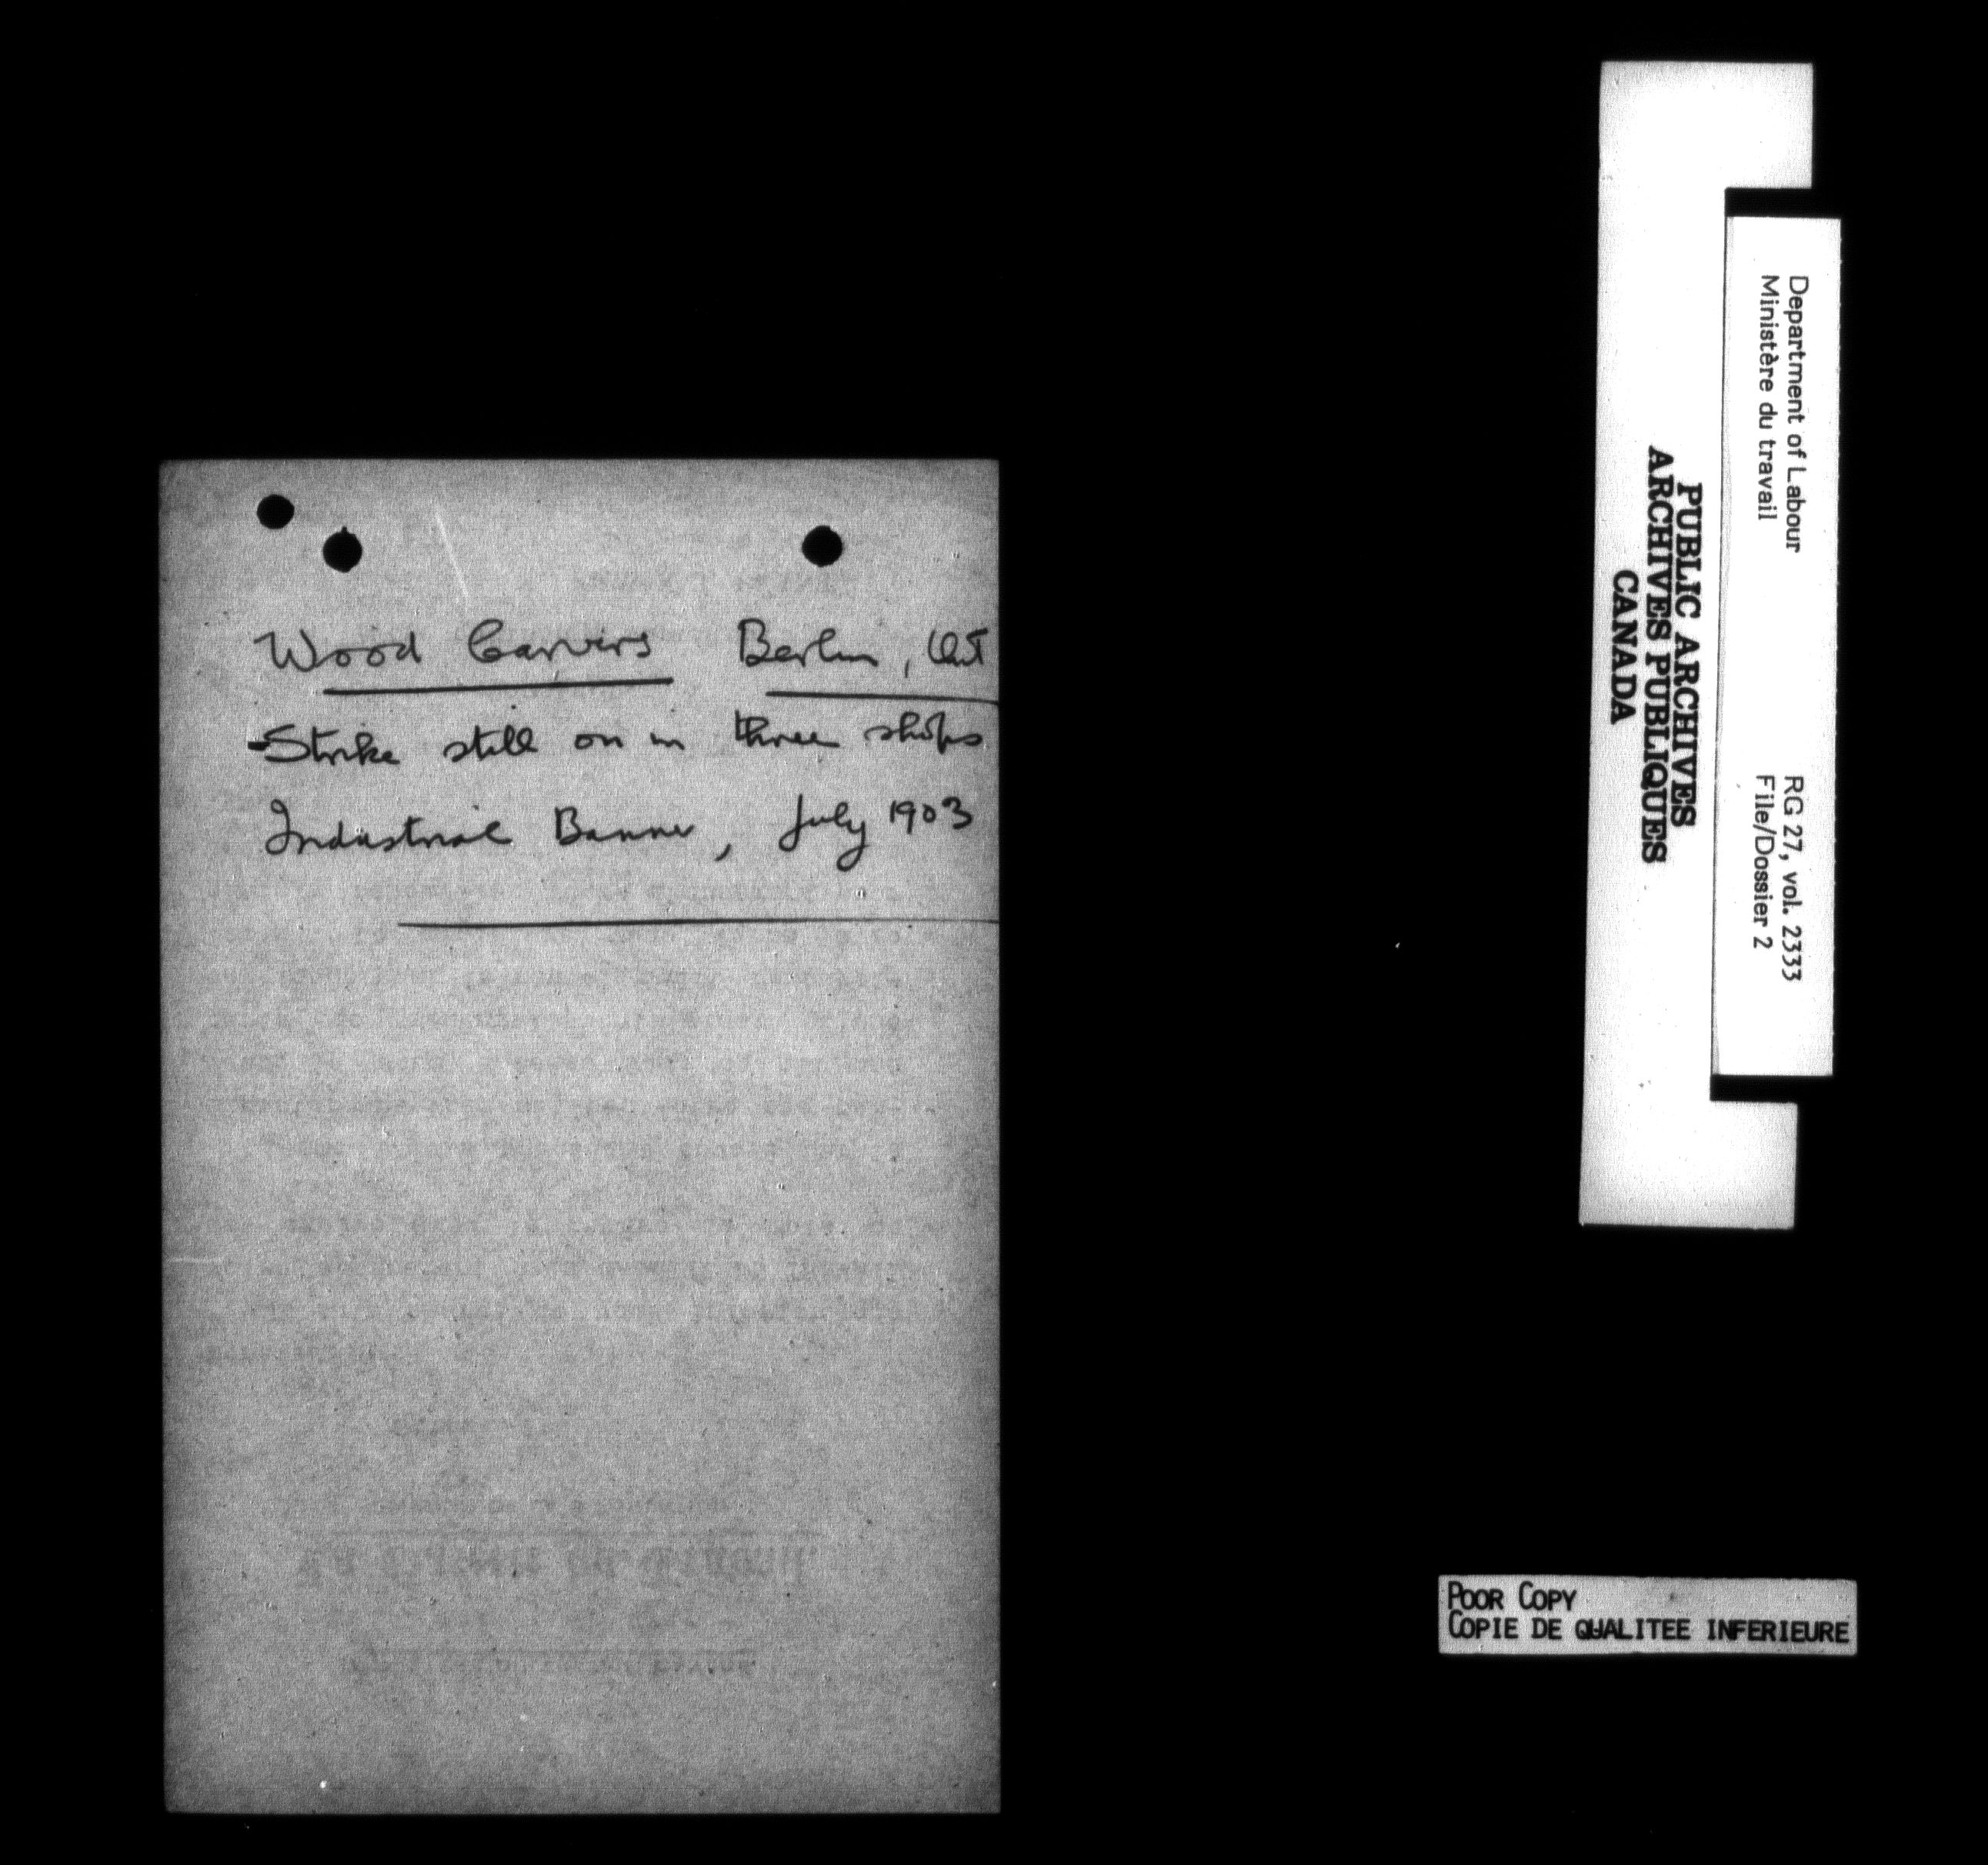 Wood Carvers Berlin, Ont
Strike still on in three shops
Industrial Banner, July 1903
Department of Labour
Ministère du travail
RG 27, vol. 2333
File/Dossier 2
PUBLIC ARCHIVES
ARCHIVES PUBLIQUES
CANADA
POOR COPY
COPIE DE QUALITEE INFERIEURE